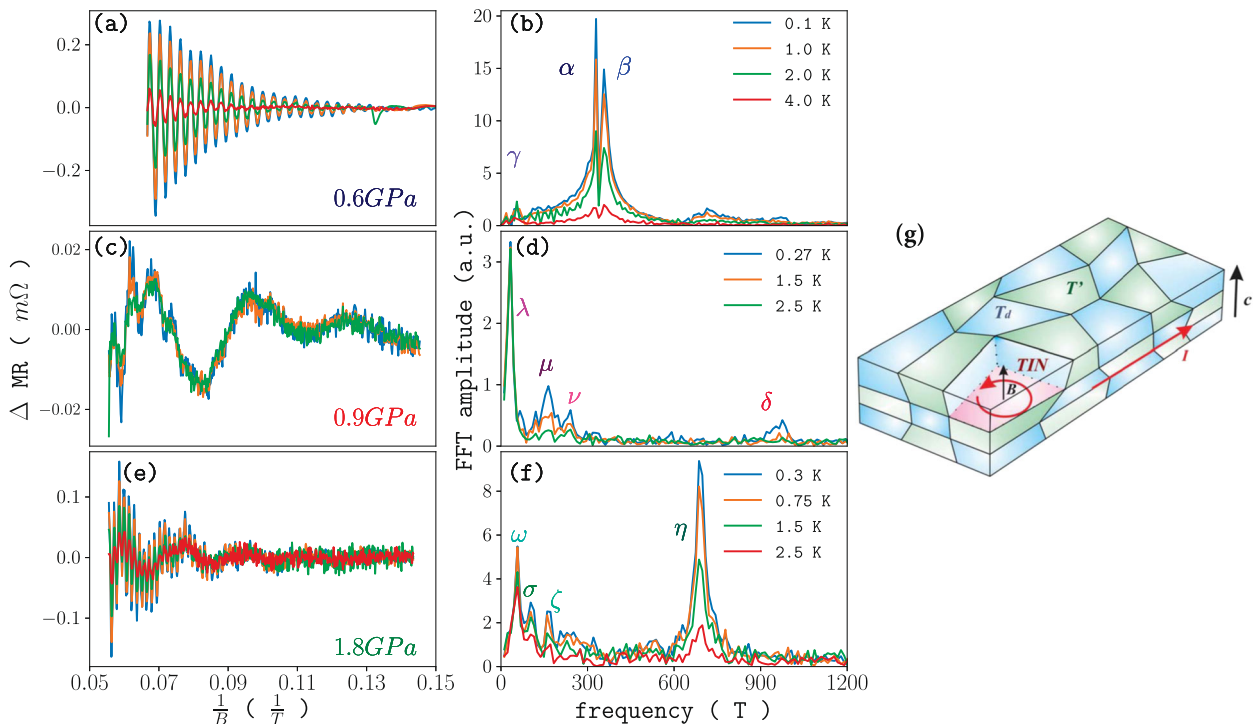 (a)
0.2
0.0
−0.2
0.6GPa
(b)
20
15
10
5
0
α
β
γ
0.1 K
1.0 K
2.0 K
4.0 K
(c)
0.02
0.00
−0.02
0.9GPa
Δ MR ( mΩ )
(d)
3
2
1
0
λ
μ
ν
δ
0.27 K
1.5 K
2.5 K
FFT amplitude (a.u.)
(e)
0.1
0.0
−0.1
1.8GPa
0.05 0.07 0.09 0.11 0.13 0.15
1/B ( 1/T )
(f)
8
6
4
2
0
ω
σ
ζ
η
0.3 K
0.75 K
1.5 K
2.5 K
0 300 600 900 1200
frequency ( T )
(g)
T'
T_d
TIN
B
I
c